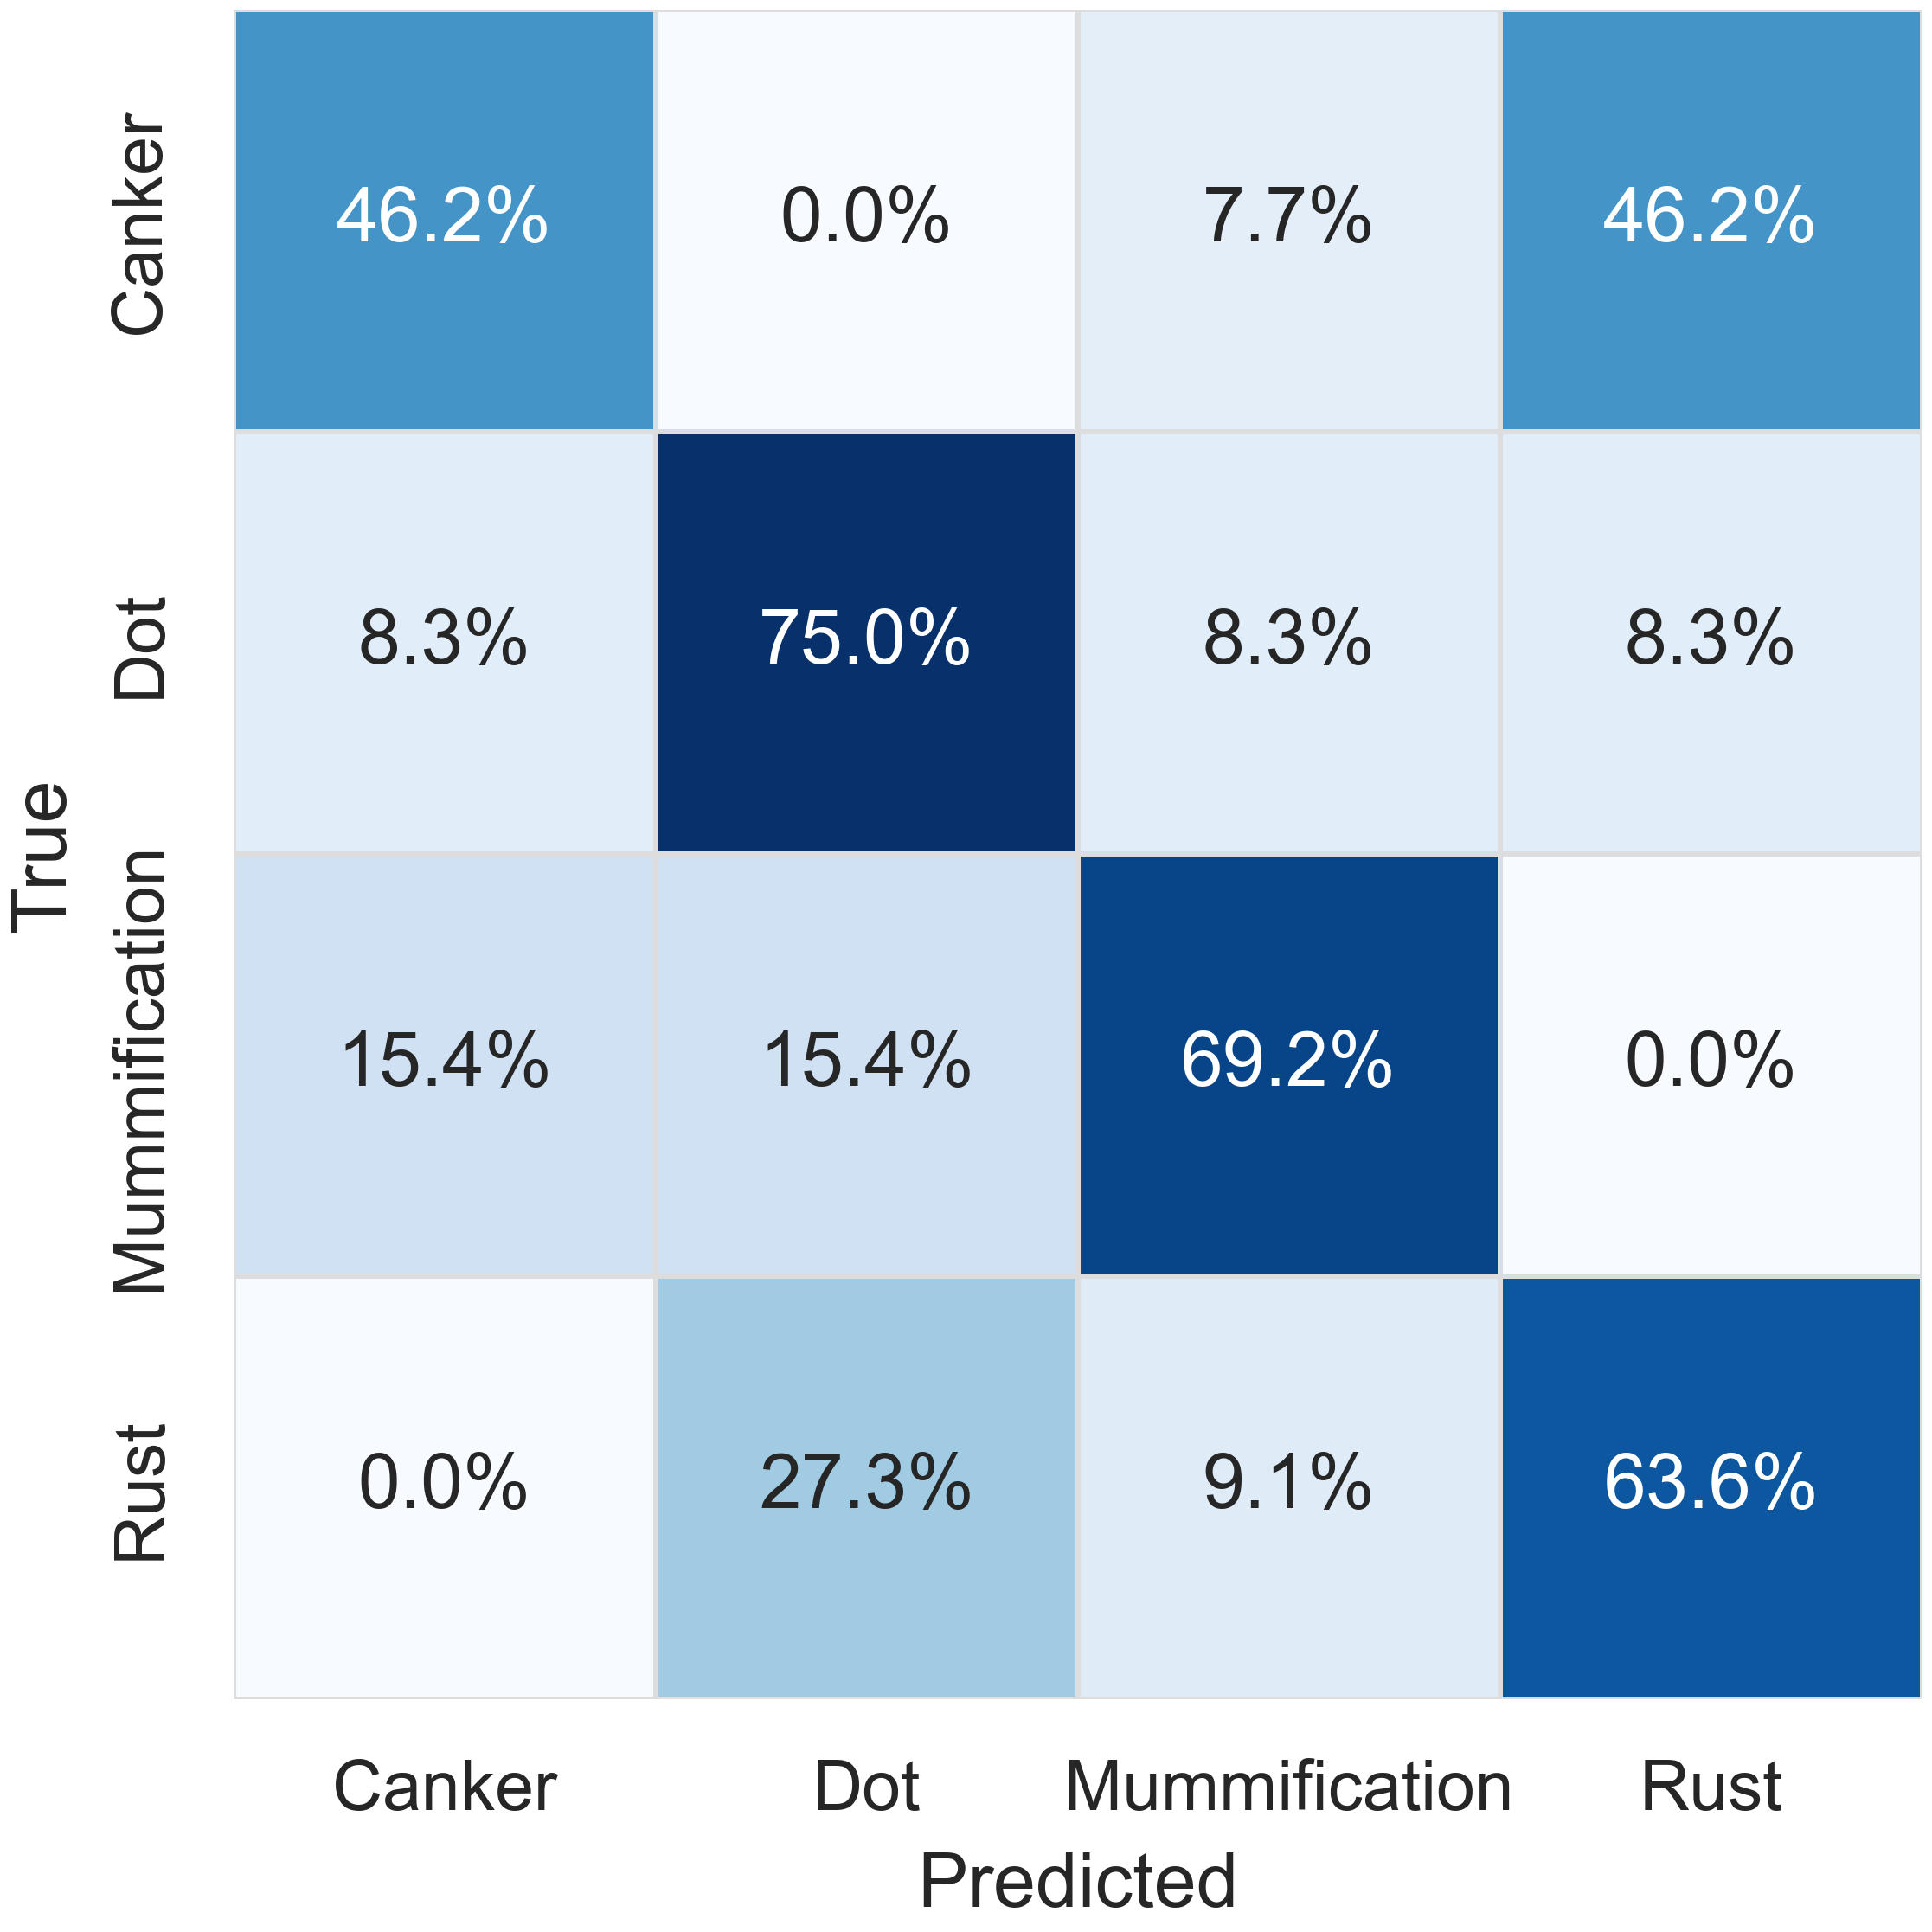 True
Canker
46.2% 0.0% 7.7% 46.2%
Dot
8.3% 75.0% 8.3% 8.3%
Mummification
15.4% 15.4% 69.2% 0.0%
Rust
0.0% 27.3% 9.1% 63.6%
Canker Dot Mummification Rust
Predicted